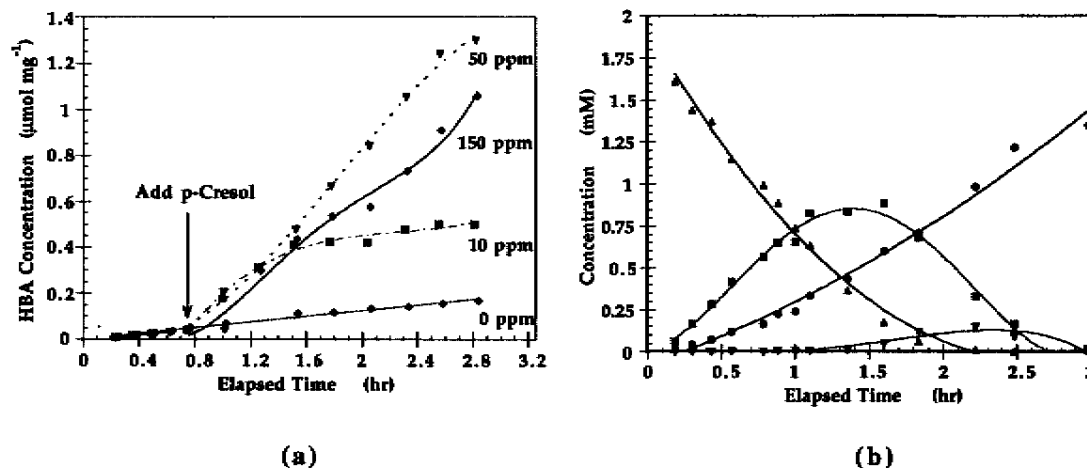 1.4
1.2
1
0.8
0.6
0.4
0.2
0
HBA Concentration (μmol mg⁻¹)
Add p-Cresol
50 ppm
150 ppm
10 ppm
0 ppm
0 0.4 0.8 1.2 1.6 2.0 2.4 2.8 3.2
Elapsed Time (hr)
(a)
2
1.75
1.5
1.25
1
0.75
0.5
0.25
0
Concentration (mM)
0 0.5 1 1.5 2 2.5 3
Elapsed Time (hr)
(b)